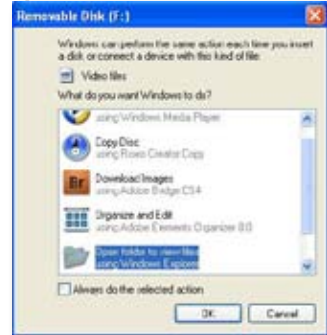 Removable Disk (F:)
Windows can perform the same action each time you insert
a disk or connect a device with this kind of file:
Video files
What do you want Windows to do?
using Windows Media Player
Copy Disc
using Roxio Creator Copy
Br Download Images
using Adobe Bridge CS4
Organize and Edit
using Adobe Elements Organizer 8.0
Open folder to view files
using Windows Explorer
Always do the selected action
OK Cancel